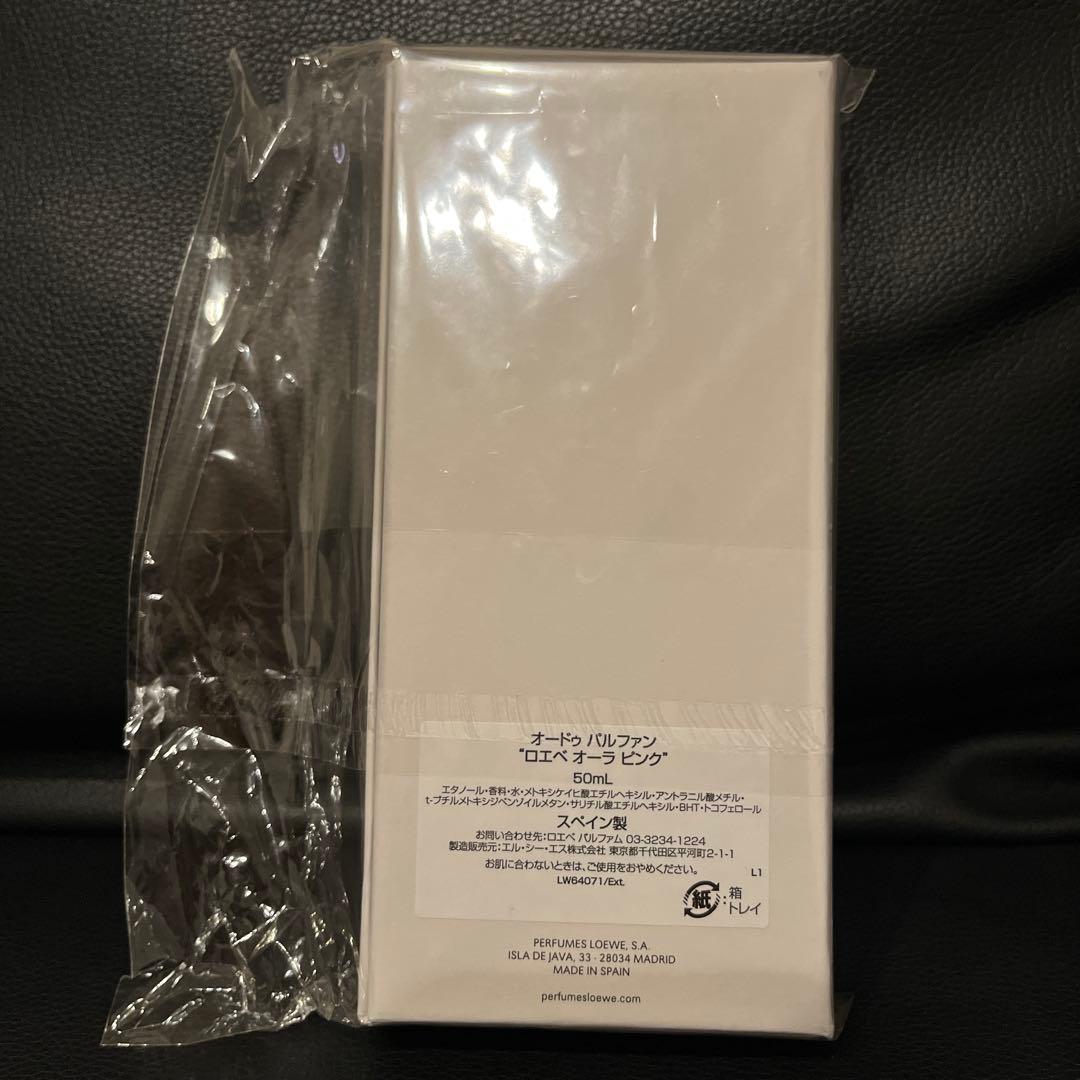 オードゥ パルファン
"ロエベ オーラ ピンク"
50mL
エタノール・香料・水・メトキシケイヒ酸エチルヘキシル・アントラニル酸メチル・
t-ブチルメトキシジベンゾイルメタン・サリチル酸エチルヘキシル・BHT・トコフェロール
スペイン製
お問い合わせ先:ロエベ パルファム 03-3234-1224
製造販売元:エル・シー・エス株式会社 東京都千代田区平河町2-1-1
お肌に合わないときは、ご使用をおやめください。
L1
LW64071/Ext.
紙:箱
トレイ
PERFUMES LOEWE, S.A.
ISLA DE JAVA, 33 · 28034 MADRID
MADE IN SPAIN
perfumesloewe.com